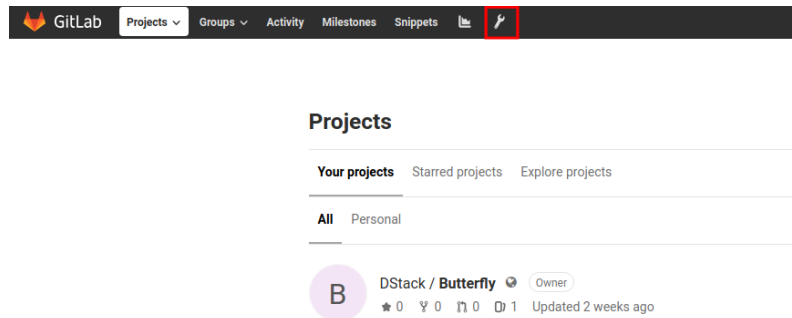 GitLab Projects Groups Activity Milestones Snippets
Projects
Your projects Starred projects Explore projects
All Personal
B DStack / Butterfly Owner
0 0 0 1 Updated 2 weeks ago